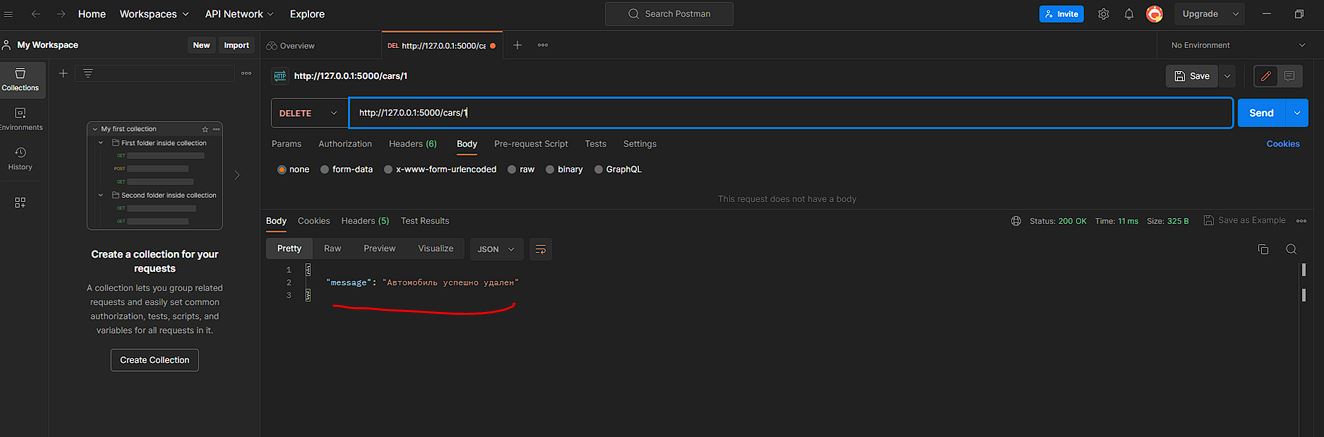 Home Workspaces API Network Explore Search Postman Invite Upgrade
My Workspace New Import Overview DEL http://127.0.0.1:5000/ca No Environment
Collections
Environments
History
My first collection
First folder inside collection
GET
POST
GET
Second folder inside collection
GET
GET
Create a collection for your
requests
A collection lets you group related
requests and easily set common
authorization, tests, scripts, and
variables for all requests in it.
Create Collection
HTTP http://127.0.0.1:5000/cars/1 Save
DELETE http://127.0.0.1:5000/cars/1 Send
Params Authorization Headers (6) Body Pre-request Script Tests Settings Cookies
none form-data x-www-form-urlencoded raw binary GraphQL
This request does not have a body
Body Cookies Headers (5) Test Results Status: 200 OK Time: 11 ms Size: 325 B Save as Example
Pretty Raw Preview Visualize JSON
1 {
2 "message": "Автомобиль успешно удален"
3 }